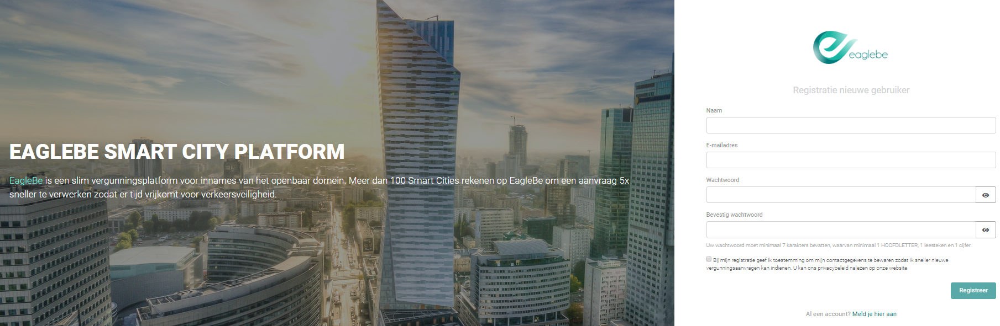 EAGLEBE SMART CITY PLATFORM
EagleBe is een slim vergunningsplatform voor innames van het openbaar domein. Meer dan 100 Smart Cities rekenen op EagleBe om een aanvraag 5x
sneller te verwerken zodat er tijd vrijkomt voor verkeersveiligheid.
eaglebe
Registratie nieuwe gebruiker
Naam
E-mailadres
Wachtwoord
Bevestig wachtwoord
Uw wachtwoord moet minimaal 7 karakters bevatten, waarvan minimaal 1 HOOFDLETTER, 1 leesteken en 1 cijfer.
Bij mijn registratie geef ik toestemming om mijn contactgegevens te bewaren zodat ik sneller nieuwe
vergunningsaanvragen kan indienen. U kan ons privacybeleid nalezen op onze website
Registreer
Al een account? Meld je hier aan